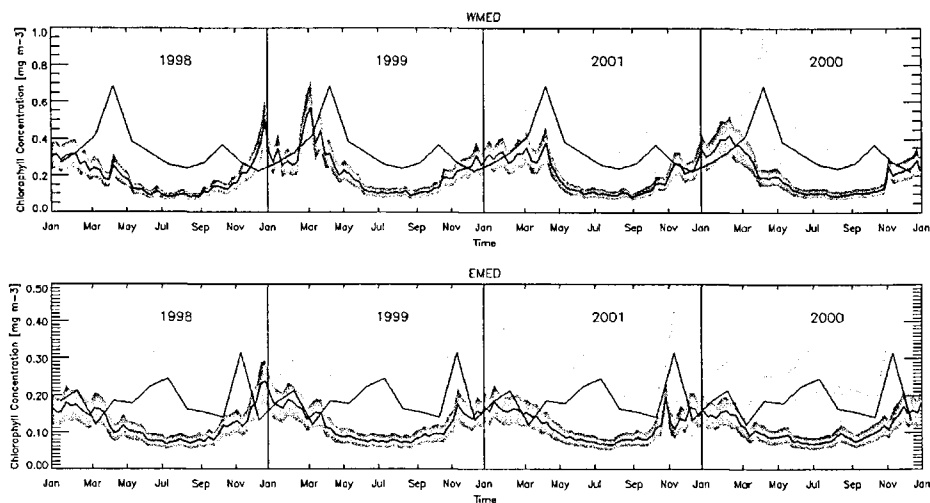 WMED
Chlorophyll Concentration [mg m-3]
1.0
0.8
0.6
0.4
0.2
0.0
1998
1999
2001
2000
Jan Mar May Jul Sep Nov Jan Mar May Jul Sep Nov Jan Mar May Jul Sep Nov Jan Mar May Jul Sep Nov Jan
Time
EMED
Chlorophyll Concentration [mg m-3]
0.50
0.40
0.30
0.20
0.10
0.00
1998
1999
2001
2000
Jan Mar May Jul Sep Nov Jan Mar May Jul Sep Nov Jan Mar May Jul Sep Nov Jan Mar May Jul Sep Nov Jan
Time